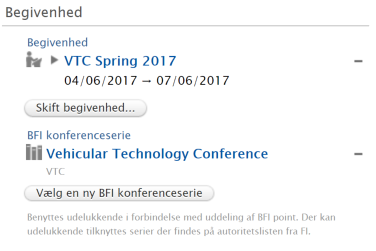 Begivenhed
Begivenhed
VTC Spring 2017
04/06/2017 → 07/06/2017
Skift begivenhed...
BFI konferenceserie
Vehicular Technology Conference
VTC
Vælg en ny BFI konferenceserie
Benyttes udelukkende i forbindelse med uddeling af BFI point. Der kan
udelukkende tilknyttes serier der findes på autoritetslisten fra FI.